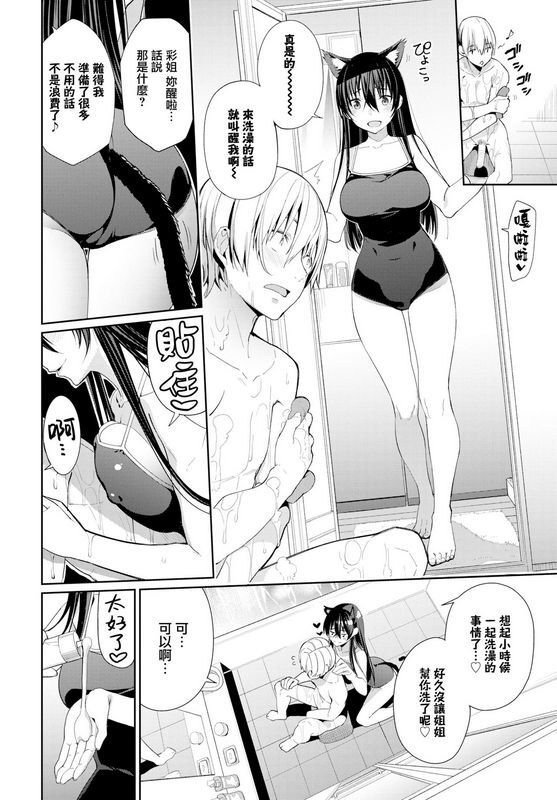 ゴシ
ゴシ
嘎啦啦♡
ぴょこっ
真是的～
來洗澡的話
就叫醒我啊～
彩姐 妳醒啦…
話說
那是什麼？
難得我
準備了很多
不用的話
不是浪費了♪
貼住♡
啊…
想起小時候
一起洗澡的
事情了…♡
好久沒讓姐姐
幫你洗了呢♡
可…
可以啊…
太好了♡